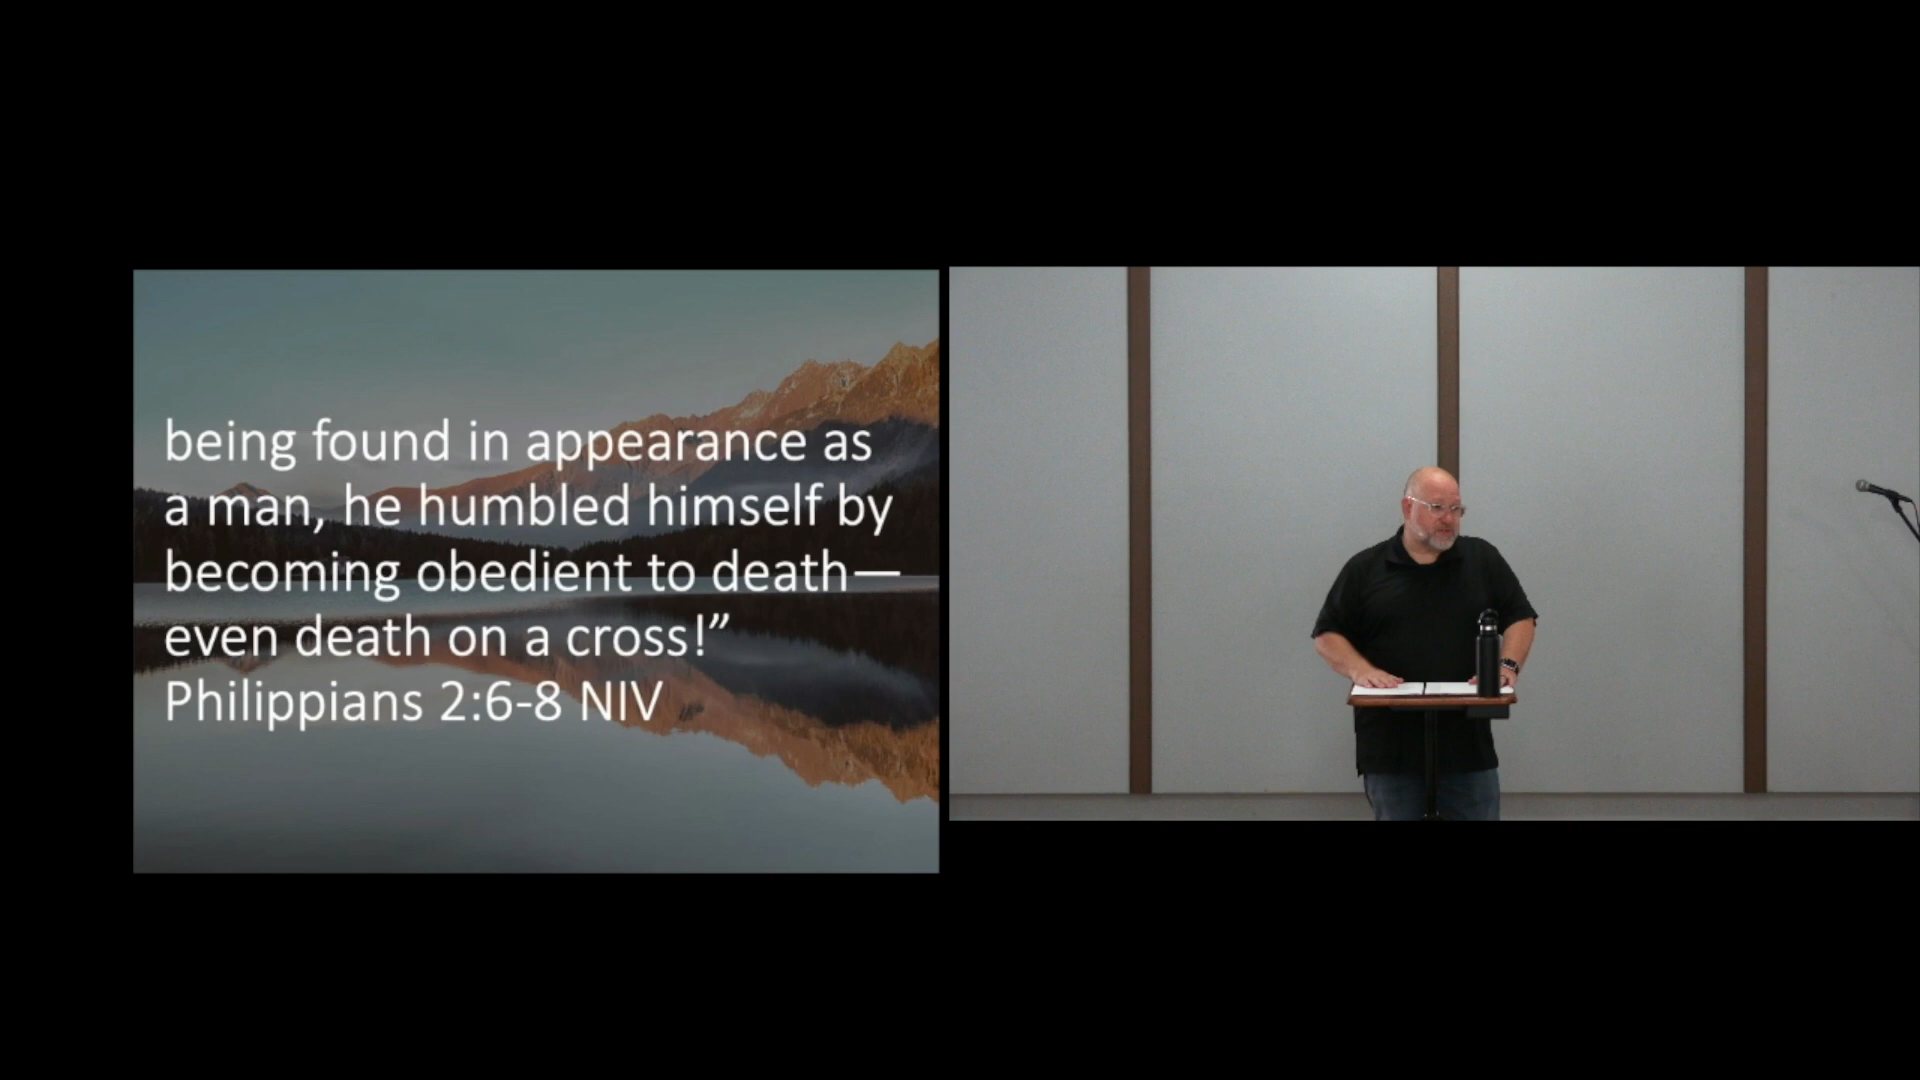 being found in appearance as
a man, he humbled himself by
becoming obedient to death—
even death on a cross!”
Philippians 2:6-8 NIV